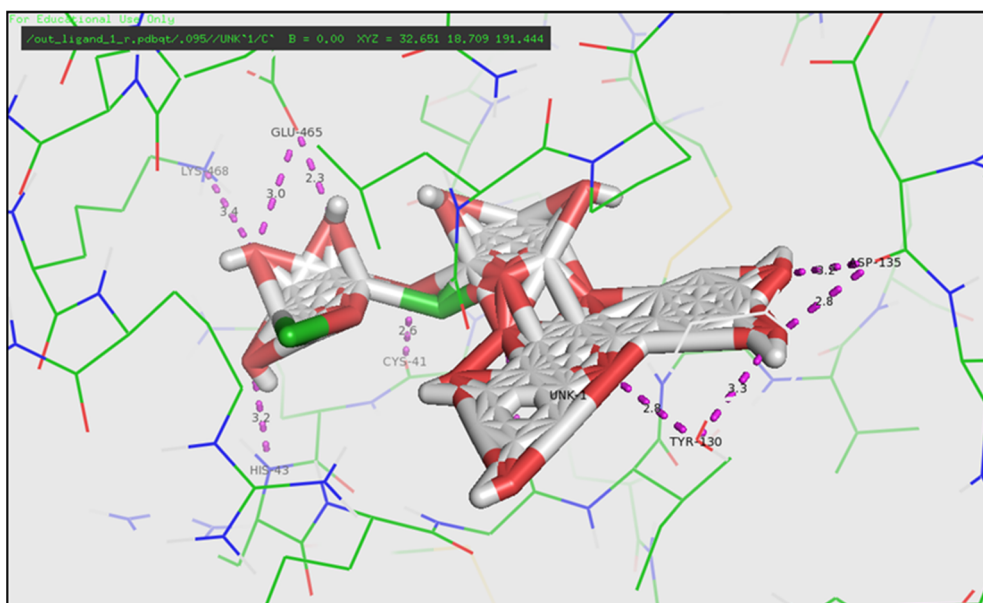 For Educational Use Only
/out_ligand_1_r.pdbqt/.095//UNK`1/C` B = 0.00 XYZ = 32.651 18.709 191.444
GLU-465
LYS-468
2.3
3.0
3.4
ASP-135
3.2
2.8
2.6
CYS-41
3.3
UNK-1
2.8
3.2
TYR-130
HIS-43